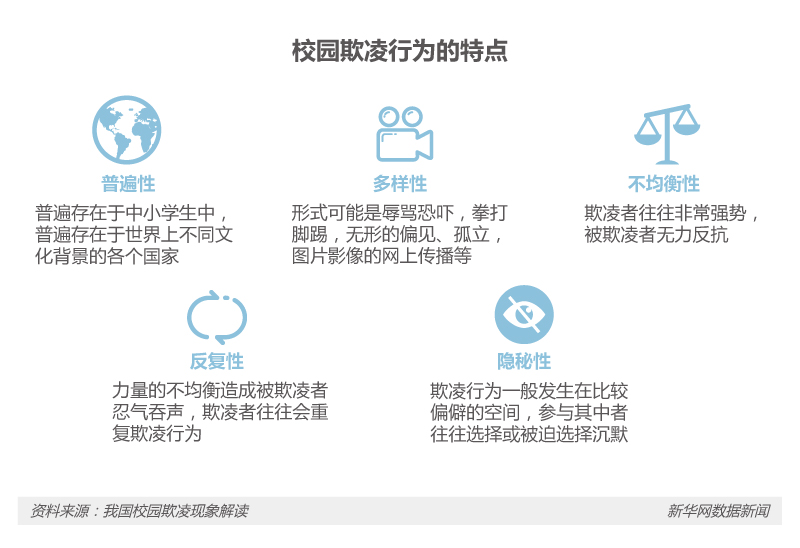 校园欺凌行为的特点
普遍性
普遍存在于中小学生中，
普遍存在于世界上不同文
化背景的各个国家
多样性
形式可能是辱骂恐吓，拳打
脚踢，无形的偏见、孤立，
图片影像的网上传播等
不均衡性
欺凌者往往非常强势，
被欺凌者无力反抗
反复性
力量的不均衡造成被欺凌者
忍气吞声，欺凌者往往会重
复欺凌行为
隐秘性
欺凌行为一般发生在比较
偏僻的空间，参与其中者
往往选择或被迫选择沉默
资料来源：我国校园欺凌现象解读
新华网数据新闻